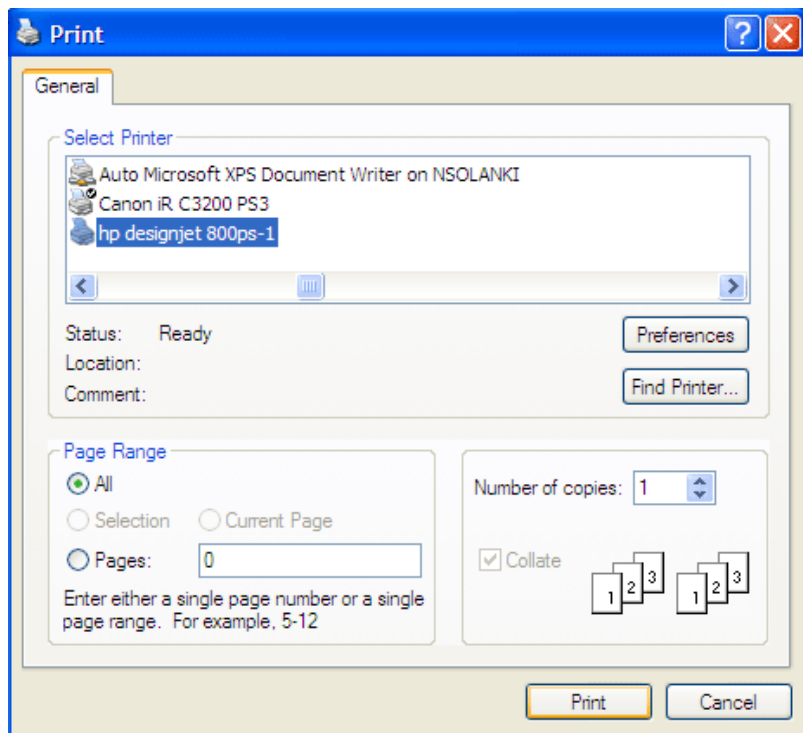 Print
General
Select Printer
Auto Microsoft XPS Document Writer on NSOLANKI
Canon iR C3200 PS3
hp designjet 800ps-1
Status: Ready
Preferences
Location:
Comment:
Find Printer...
Page Range
All
Selection Current Page
Pages: 0
Enter either a single page number or a single
page range. For example, 5-12
Number of copies: 1
Collate
1 2 3 1 2 3
Print Cancel